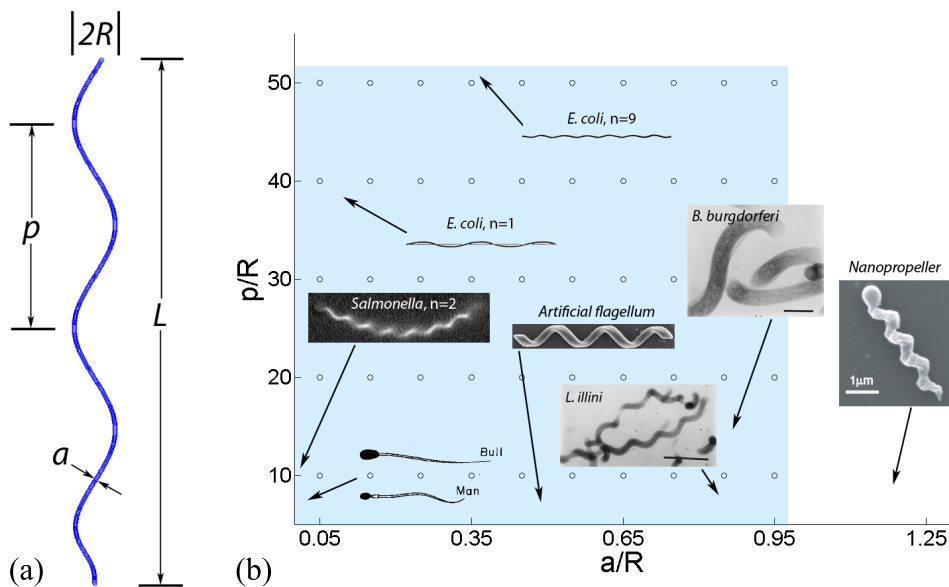 |2R|
p
L
a
(a)
(b)
p/R
50
40
30
20
10
E. coli, n=9
E. coli, n=1
B. burgdorferi
Nanopropeller
1μm
Salmonella, n=2
Artificial flagellum
L. illini
Bull
Man
0.05
0.35
0.65
0.95
1.25
a/R